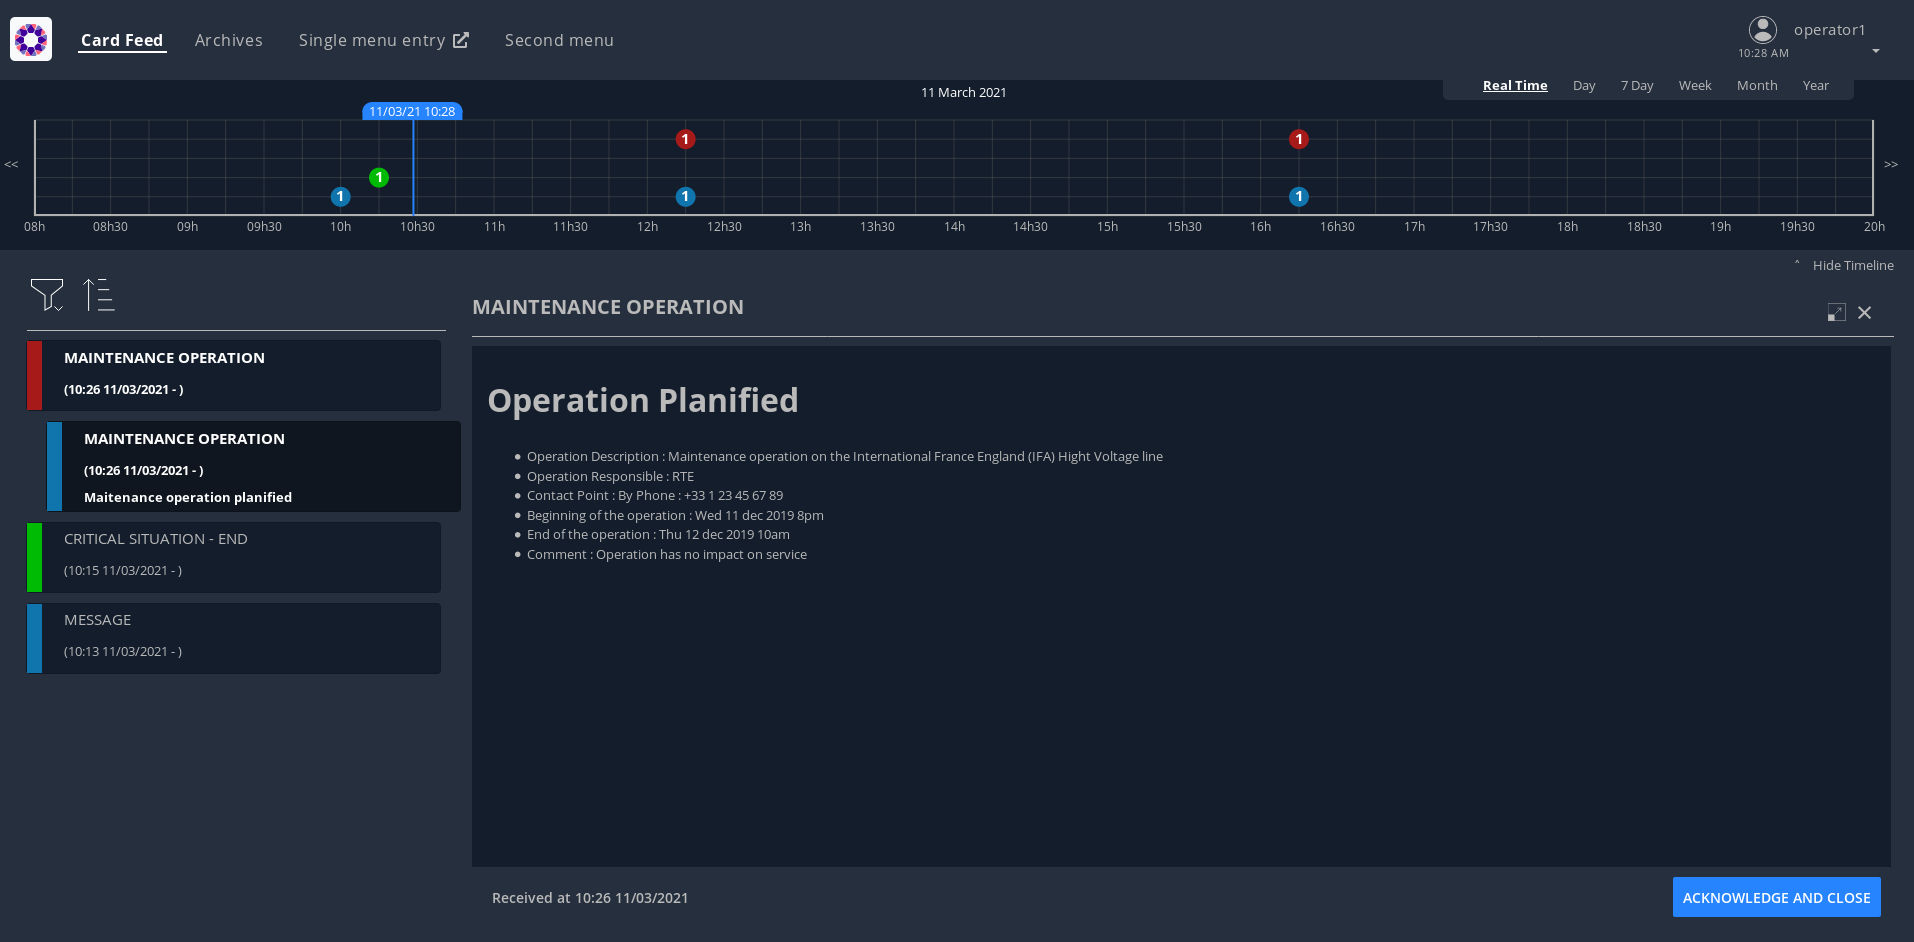 Card Feed
Archives
Single menu entry
Second menu
operator1
10:28 AM
11 March 2021
Real Time Day 7 Day Week Month Year
11/03/21 10:28
1 1
1
1 1 1
<< >>
08h 08h30 09h 09h30 10h 10h30 11h 11h30 12h 12h30 13h 13h30 14h 14h30 15h 15h30 16h 16h30 17h 17h30 18h 18h30 19h 19h30 20h
Hide Timeline
MAINTENANCE OPERATION
(10:26 11/03/2021 - )
MAINTENANCE OPERATION
(10:26 11/03/2021 - )
Maitenance operation planified
CRITICAL SITUATION - END
(10:15 11/03/2021 - )
MESSAGE
(10:13 11/03/2021 - )
MAINTENANCE OPERATION
Operation Planified
Operation Description : Maintenance operation on the International France England (IFA) Hight Voltage line
Operation Responsible : RTE
Contact Point : By Phone : +33 1 23 45 67 89
Beginning of the operation : Wed 11 dec 2019 8pm
End of the operation : Thu 12 dec 2019 10am
Comment : Operation has no impact on service
Received at 10:26 11/03/2021
ACKNOWLEDGE AND CLOSE